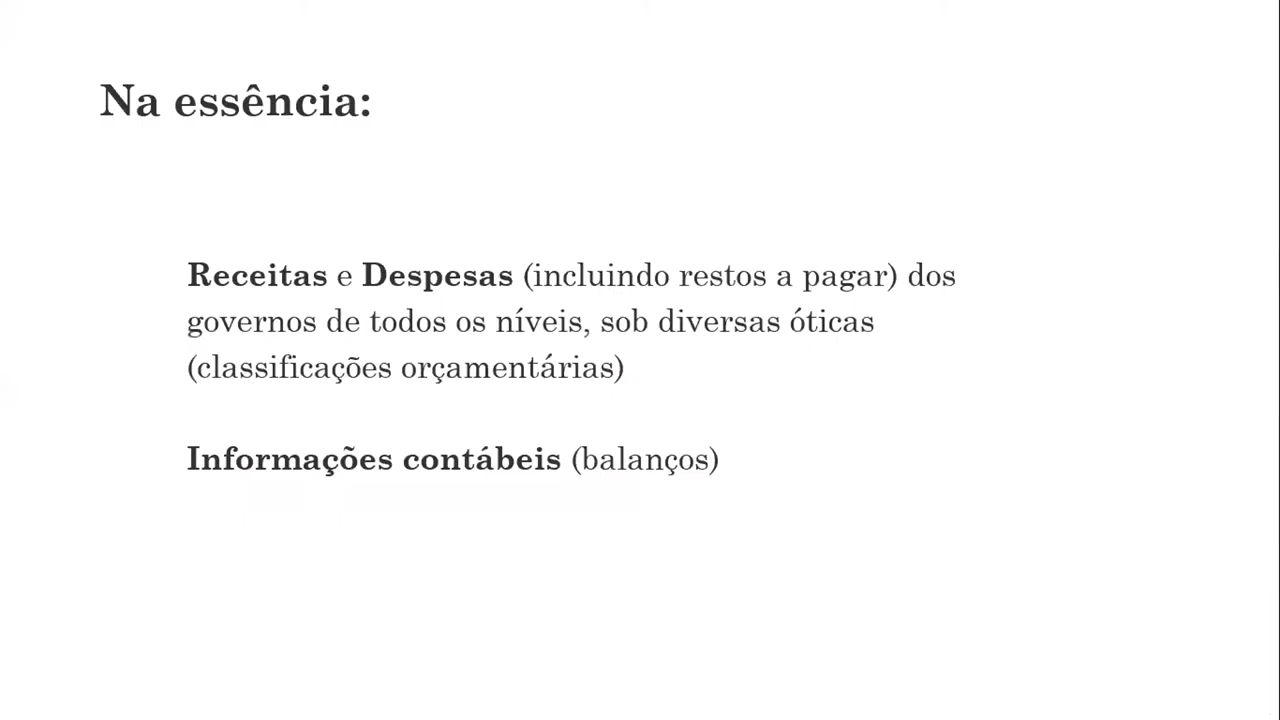 Na essência:
Receitas e Despesas (incluindo restos a pagar) dos
governos de todos os níveis, sob diversas óticas
(classificações orçamentárias)
Informações contábeis (balanços)